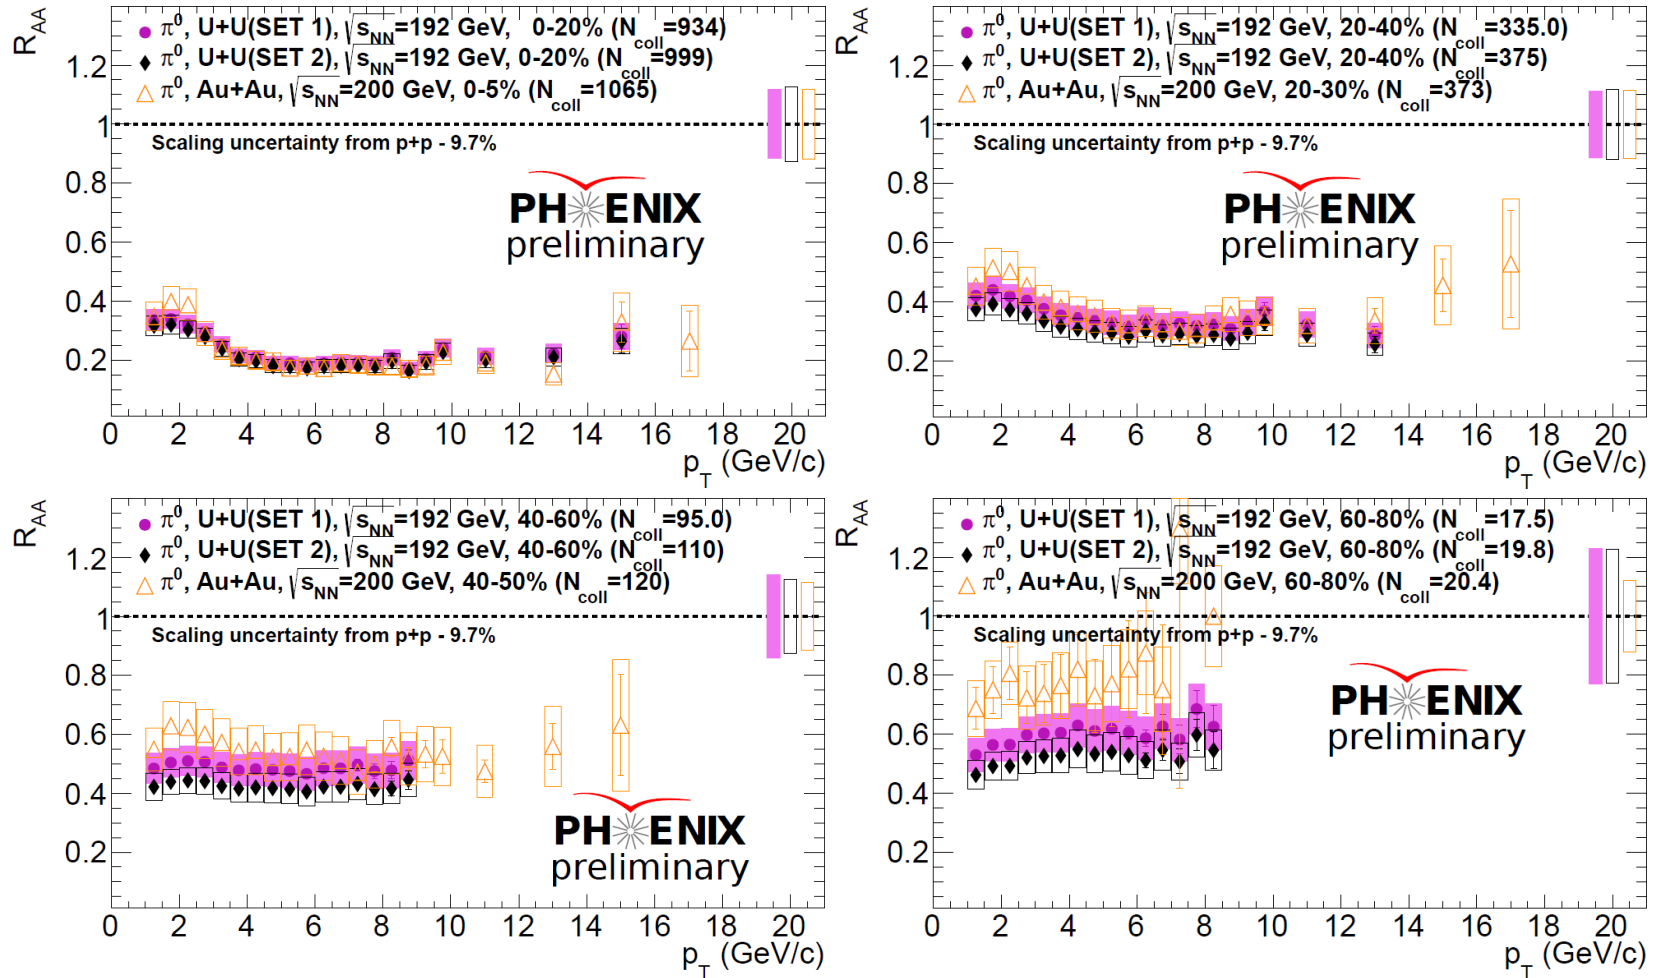 R_AA
π⁰, U+U(SET 1), √s_NN=192 GeV, 0-20% (N_coll=934)
π⁰, U+U(SET 2), √s_NN=192 GeV, 0-20% (N_coll=999)
π⁰, Au+Au, √s_NN=200 GeV, 0-5% (N_coll=1065)
Scaling uncertainty from p+p - 9.7%
PHENIX
preliminary
1.2
1
0.8
0.6
0.4
0.2
0 2 4 6 8 10 12 14 16 18 20
p_T (GeV/c)
R_AA
π⁰, U+U(SET 1), √s_NN=192 GeV, 20-40% (N_coll=335.0)
π⁰, U+U(SET 2), √s_NN=192 GeV, 20-40% (N_coll=375)
π⁰, Au+Au, √s_NN=200 GeV, 20-30% (N_coll=373)
Scaling uncertainty from p+p - 9.7%
PHENIX
preliminary
1.2
1
0.8
0.6
0.4
0.2
0 2 4 6 8 10 12 14 16 18 20
p_T (GeV/c)
R_AA
π⁰, U+U(SET 1), √s_NN=192 GeV, 40-60% (N_coll=95.0)
π⁰, U+U(SET 2), √s_NN=192 GeV, 40-60% (N_coll=110)
π⁰, Au+Au, √s_NN=200 GeV, 40-50% (N_coll=120)
Scaling uncertainty from p+p - 9.7%
PHENIX
preliminary
1.2
1
0.8
0.6
0.4
0.2
0 2 4 6 8 10 12 14 16 18 20
p_T (GeV/c)
R_AA
π⁰, U+U(SET 1), √s_NN=192 GeV, 60-80% (N_coll=17.5)
π⁰, U+U(SET 2), √s_NN=192 GeV, 60-80% (N_coll=19.8)
π⁰, Au+Au, √s_NN=200 GeV, 60-80% (N_coll=20.4)
Scaling uncertainty from p+p - 9.7%
PHENIX
preliminary
1.2
1
0.8
0.6
0.4
0.2
0 2 4 6 8 10 12 14 16 18 20
p_T (GeV/c)